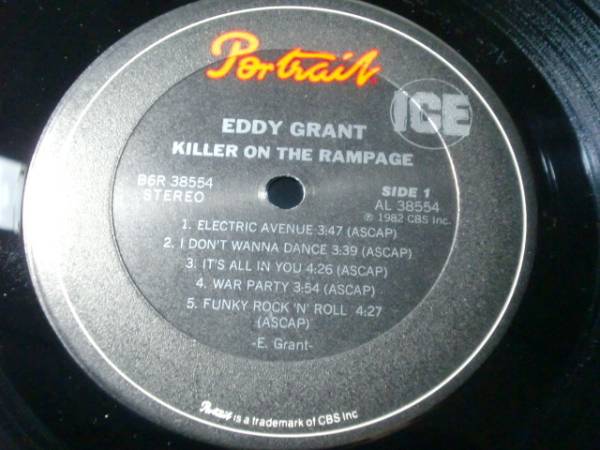 Portrait
ICE
EDDY GRANT
KILLER ON THE RAMPAGE
B6R 38554
STEREO
SIDE 1
AL 38554
℗ 1982 CBS Inc.
1. ELECTRIC AVENUE 3:47 (ASCAP)
2. I DON'T WANNA DANCE 3:39 (ASCAP)
3. IT'S ALL IN YOU 4:26 (ASCAP)
4. WAR PARTY 3:54 (ASCAP)
5. FUNKY ROCK 'N' ROLL 4:27
(ASCAP)
-E. Grant-
Portrait is a trademark of CBS Inc